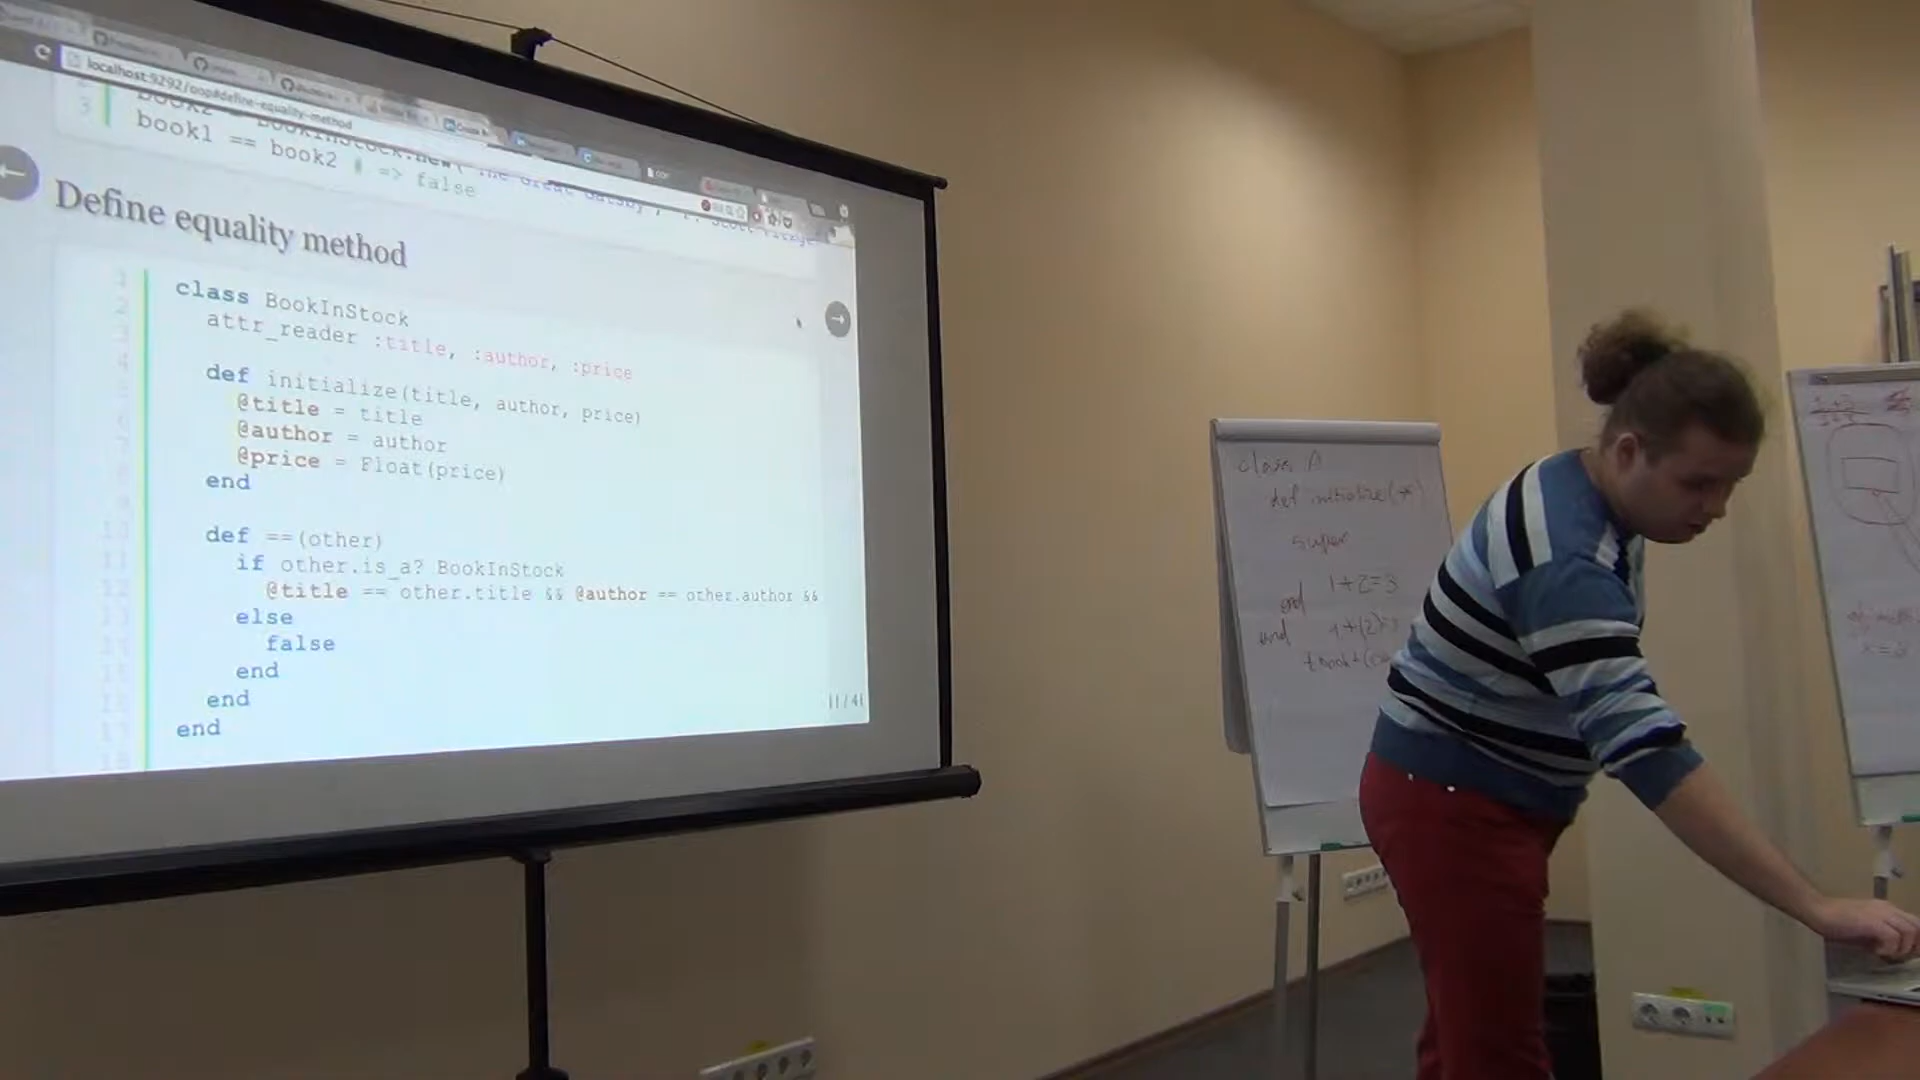 localhost:9292/oop#define-equality-method
3
book1 == book2 # => false
Define equality method
class BookInStock
attr_reader :title, :author, :price
def initialize(title, author, price)
@title = title
@author = author
@price = Float(price)
end
def ==(other)
if other.is_a? BookInStock
@title == other.title && @author == other.author &&
else
false
end
end
end
11 / 41
class A
def initialize(*)
super
1+2=3
end
end